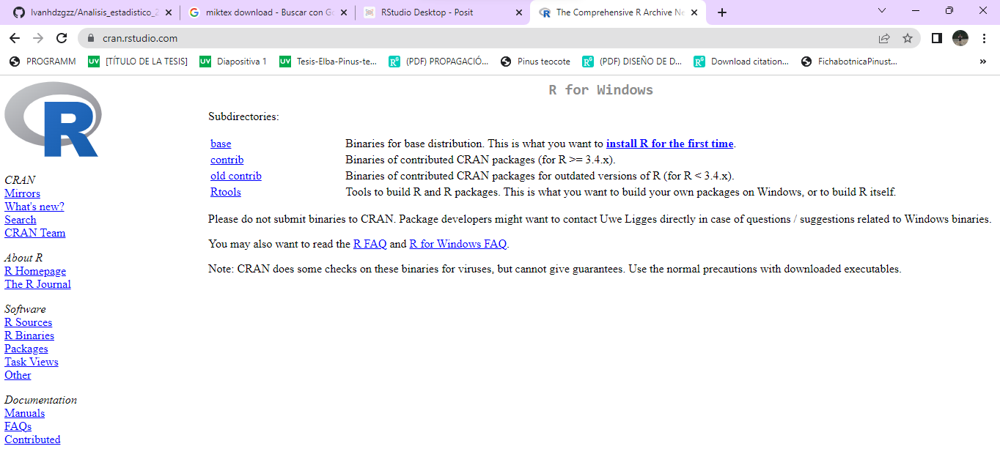 Ivanhdzgzz/Analisis_estadistico_2
miktex download - Buscar con Go
RStudio Desktop - Posit
The Comprehensive R Archive Ne
cran.rstudio.com
PROGRAMM
[TÍTULO DE LA TESIS]
Diapositiva 1
Tesis-Elba-Pinus-te...
(PDF) PROPAGACIÓ...
Pinus teocote
(PDF) DISEÑO DE D...
Download citation...
FichabotnicaPinust...
»
R
CRAN
Mirrors
What's new?
Search
CRAN Team
About R
R Homepage
The R Journal
Software
R Sources
R Binaries
Packages
Task Views
Other
Documentation
Manuals
FAQs
Contributed
R for Windows
Subdirectories:
base Binaries for base distribution. This is what you want to install R for the first time.
contrib Binaries of contributed CRAN packages (for R >= 3.4.x).
old contrib Binaries of contributed CRAN packages for outdated versions of R (for R < 3.4.x).
Rtools Tools to build R and R packages. This is what you want to build your own packages on Windows, or to build R itself.
Please do not submit binaries to CRAN. Package developers might want to contact Uwe Ligges directly in case of questions / suggestions related to Windows binaries.
You may also want to read the R FAQ and R for Windows FAQ.
Note: CRAN does some checks on these binaries for viruses, but cannot give guarantees. Use the normal precautions with downloaded executables.